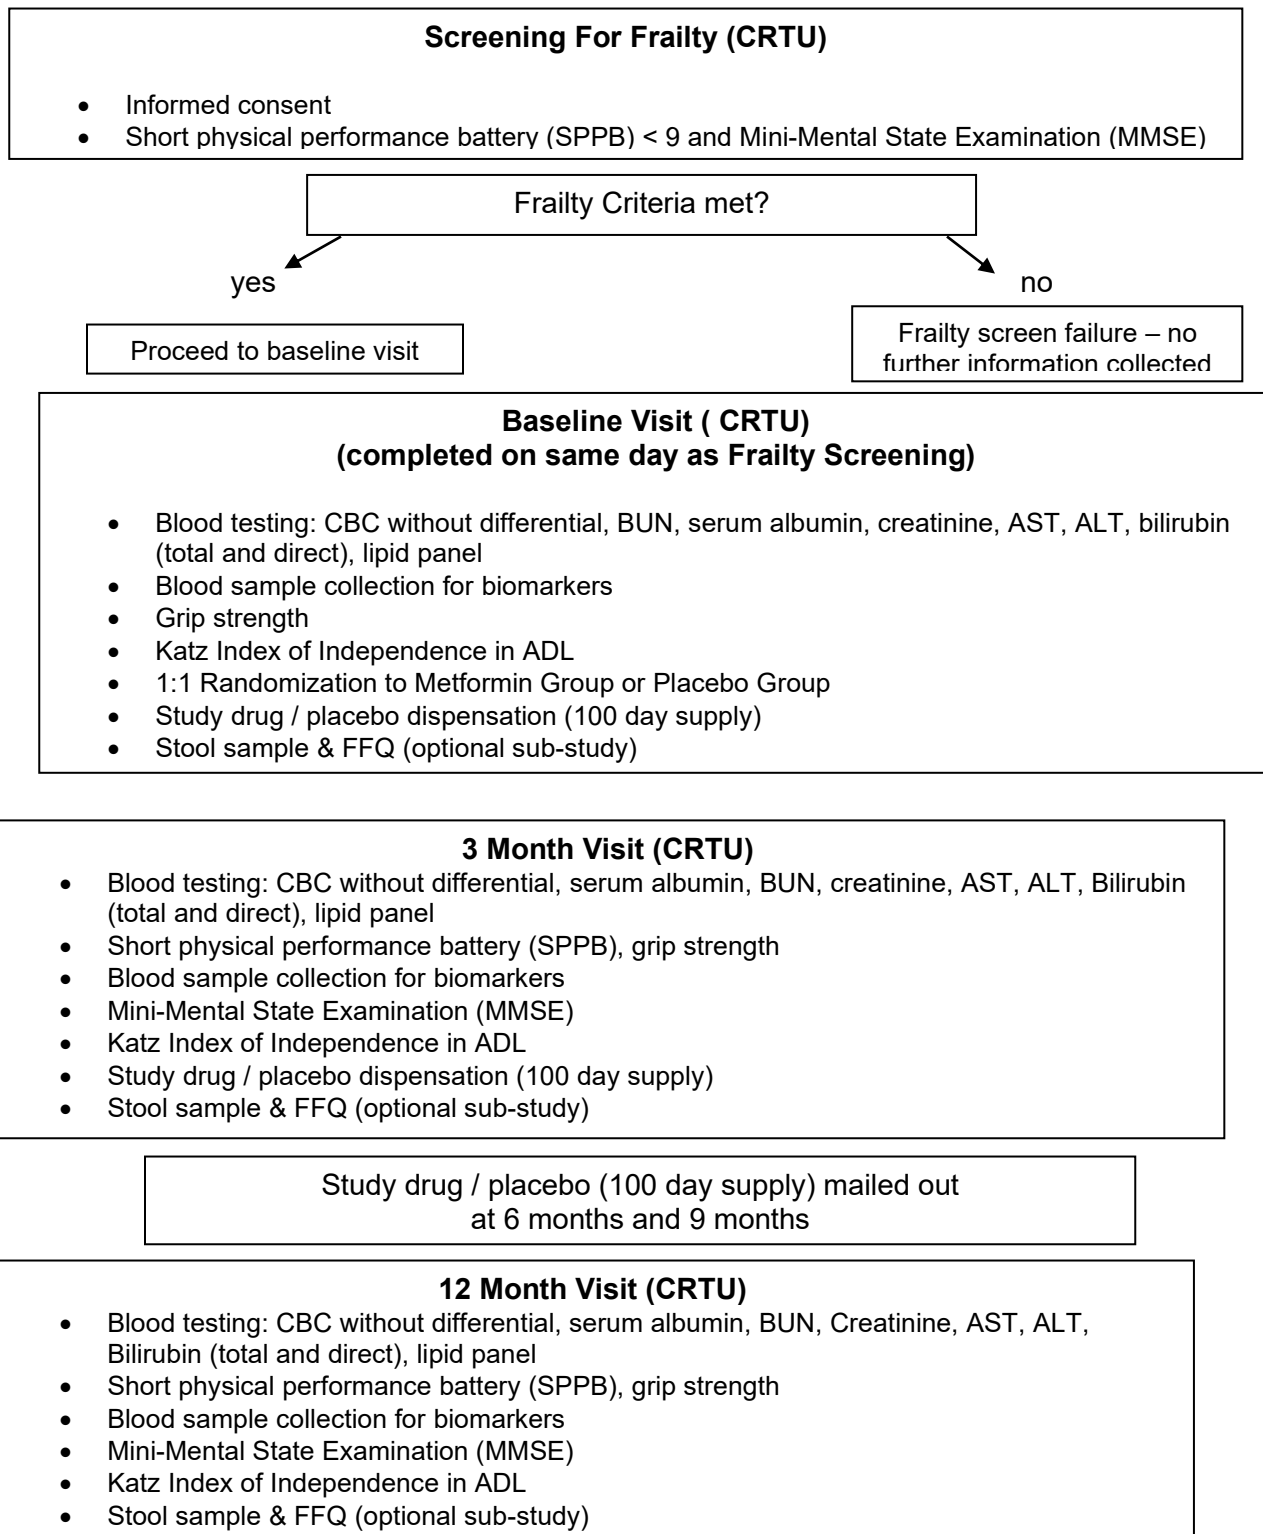 Screening For Frailty (CRTU)
• Informed consent
• Short physical performance battery (SPPB) < 9 and Mini-Mental State Examination (MMSE)
Frailty Criteria met?
yes
no
Proceed to baseline visit
Frailty screen failure – no
further information collected
Baseline Visit ( CRTU)
(completed on same day as Frailty Screening)
• Blood testing: CBC without differential, BUN, serum albumin, creatinine, AST, ALT, bilirubin
(total and direct), lipid panel
• Blood sample collection for biomarkers
• Grip strength
• Katz Index of Independence in ADL
• 1:1 Randomization to Metformin Group or Placebo Group
• Study drug / placebo dispensation (100 day supply)
• Stool sample & FFQ (optional sub-study)
3 Month Visit (CRTU)
• Blood testing: CBC without differential, serum albumin, BUN, creatinine, AST, ALT, Bilirubin
(total and direct), lipid panel
• Short physical performance battery (SPPB), grip strength
• Blood sample collection for biomarkers
• Mini-Mental State Examination (MMSE)
• Katz Index of Independence in ADL
• Study drug / placebo dispensation (100 day supply)
• Stool sample & FFQ (optional sub-study)
Study drug / placebo (100 day supply) mailed out
at 6 months and 9 months
12 Month Visit (CRTU)
• Blood testing: CBC without differential, serum albumin, BUN, Creatinine, AST, ALT,
Bilirubin (total and direct), lipid panel
• Short physical performance battery (SPPB), grip strength
• Blood sample collection for biomarkers
• Mini-Mental State Examination (MMSE)
• Katz Index of Independence in ADL
• Stool sample & FFQ (optional sub-study)